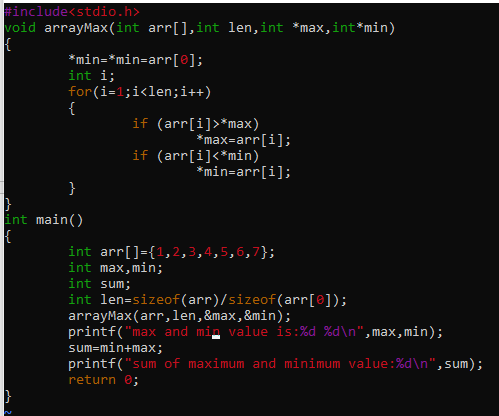 #include<stdio.h>
void arrayMax(int arr[],int len,int *max,int*min)
{
        *min=*min=arr[0];
        int i;
        for(i=1;i<len;i++)
        {
                if (arr[i]>*max)
                        *max=arr[i];
                if (arr[i]<*min)
                        *min=arr[i];
        }
}
int main()
{
        int arr[]={1,2,3,4,5,6,7};
        int max,min;
        int sum;
        int len=sizeof(arr)/sizeof(arr[0]);
        arrayMax(arr,len,&max,&min);
        printf("max and min value is:%d %d\n",max,min);
        sum=min+max;
        printf("sum of maximum and minimum value:%d\n",sum);
        return 0;
}
~